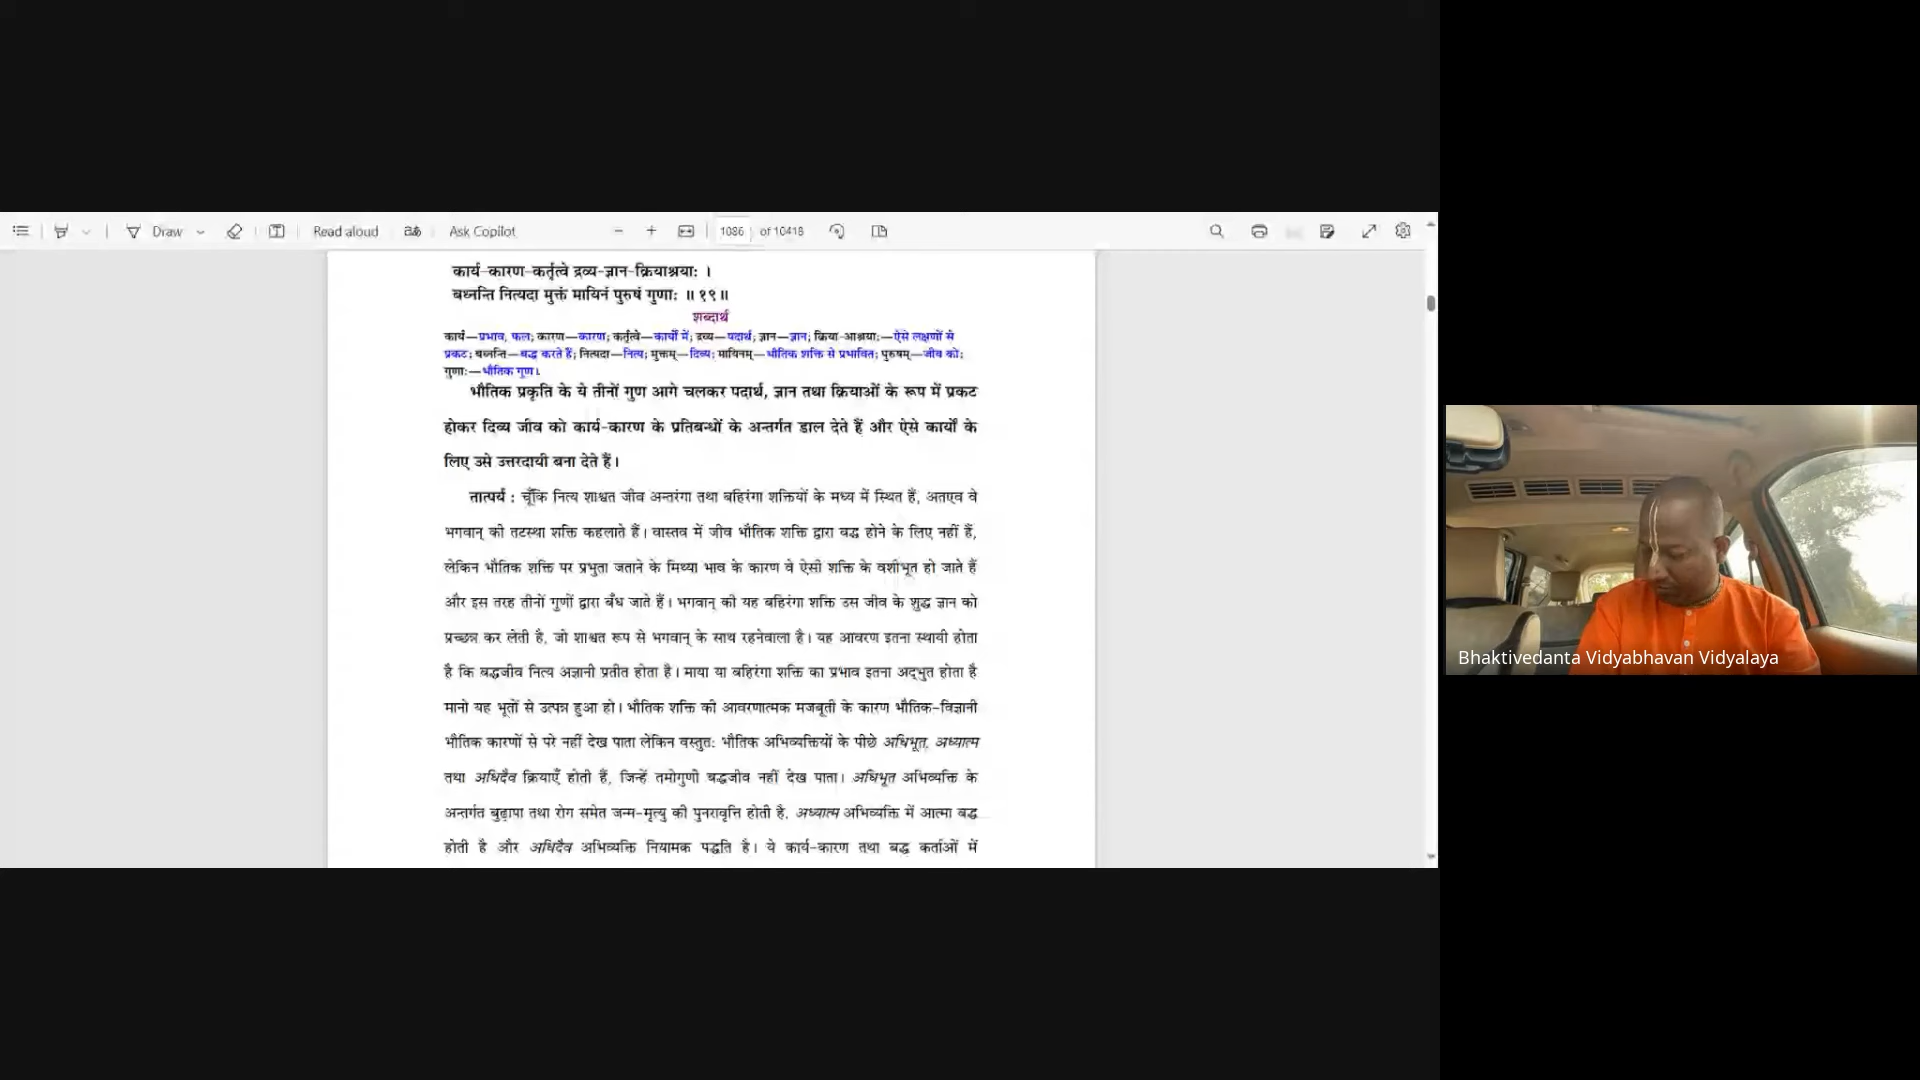 Draw
Read aloud
Ask Copilot
1086 of 10418
कार्य-कारण-कर्तृत्वे द्रव्य-ज्ञान-क्रियाश्रयाः ।
बध्नन्ति नित्यदा मुक्तं मायिनं पुरुषं गुणाः ॥ १९॥
शब्दार्थ
कार्य—प्रभाव, फल; कारण—कारण; कर्तृत्वे—कार्यों में; द्रव्य—पदार्थ; ज्ञान—ज्ञान; क्रिया-आश्रयाः—ऐसे लक्षणों से
प्रकट; बध्नन्ति—बद्ध करते हैं; नित्यदा—नित्य; मुक्तम्—दिव्य; मायिनम्—भौतिक शक्ति से प्रभावित; पुरुषम्—जीव को;
गुणाः—भौतिक गुण।
भौतिक प्रकृति के ये तीनों गुण आगे चलकर पदार्थ, ज्ञान तथा क्रियाओं के रूप में प्रकट
होकर दिव्य जीव को कार्य-कारण के प्रतिबन्धों के अन्तर्गत डाल देते हैं और ऐसे कार्यों के
लिए उसे उत्तरदायी बना देते हैं।
तात्पर्य : चूँकि नित्य शाश्वत जीव अन्तरंगा तथा बहिरंगा शक्तियों के मध्य में स्थित हैं, अतएव वे
भगवान् की तटस्था शक्ति कहलाते हैं। वास्तव में जीव भौतिक शक्ति द्वारा बद्ध होने के लिए नहीं हैं,
लेकिन भौतिक शक्ति पर प्रभुता जताने के मिथ्या भाव के कारण वे ऐसी शक्ति के वशीभूत हो जाते हैं
और इस तरह तीनों गुणों द्वारा बँध जाते हैं। भगवान् की यह बहिरंगा शक्ति उस जीव के शुद्ध ज्ञान को
प्रच्छन्न कर लेती है, जो शाश्वत रूप से भगवान् के साथ रहनेवाला है। यह आवरण इतना स्थायी होता
है कि बद्धजीव नित्य अज्ञानी प्रतीत होता है। माया या बहिरंगा शक्ति का प्रभाव इतना अद्भुत होता है
मानो यह भूतों से उत्पन्न हुआ हो। भौतिक शक्ति की आवरणात्मक मजबूती के कारण भौतिक-विज्ञानी
भौतिक कारणों से परे नहीं देख पाता लेकिन वस्तुतः भौतिक अभिव्यक्तियों के पीछे अधिभूत, अध्यात्म
तथा अधिदैव क्रियाएँ होती हैं, जिन्हें तमोगुणी बद्धजीव नहीं देख पाता। अधिभूत अभिव्यक्ति के
अन्तर्गत बुढ़ापा तथा रोग समेत जन्म-मृत्यु की पुनरावृत्ति होती है, अध्यात्म अभिव्यक्ति में आत्मा बद्ध
होती है और अधिदैव अभिव्यक्ति नियामक पद्धति है। ये कार्य-कारण तथा बद्ध कर्ताओं में
Bhaktivedanta Vidyabhavan Vidyalaya